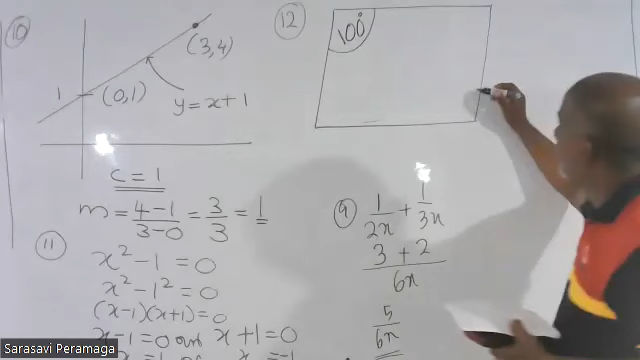 10
(3,4)
1
(0,1)
y = x+1
c = 1
m = 4-1/3-0 = 3/3 = 1
11
x² - 1 = 0
x² - 1² = 0
(x-1)(x+1) = 0
x-1 = 0 or x+1 = 0
12
100°
9
1/2x + 1/3x
3 + 2/6x
5/6x
Sarasavi Peramaga